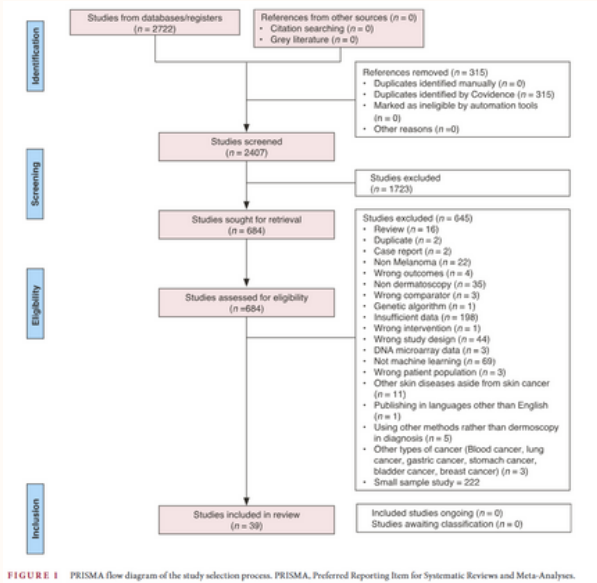 Identification
Studies from databases/registers
(n = 2722)
References from other sources (n = 0)
• Citation searching (n = 0)
• Grey literature (n = 0)
References removed (n = 315)
• Duplicates identified manually (n = 0)
• Duplicates identified by Covidence (n = 315)
• Marked as ineligible by automation tools
(n = 0)
• Other reasons (n =0)
Screening
Studies screened
(n = 2407)
Studies excluded
(n = 1723)
Studies sought for retrieval
(n = 684)
Eligibility
Studies assessed for eligibility
(n =684)
Studies excluded (n = 645)
• Review (n = 16)
• Duplicate (n = 2)
• Case report (n = 2)
• Non Melanoma (n = 22)
• Wrong outcomes (n = 4)
• Non dermatoscopy (n = 35)
• Wrong comparator (n = 3)
• Genetic algorithm (n = 1)
• Insufficient data (n = 198)
• Wrong intervention (n = 1)
• Wrong study design (n = 44)
• DNA microarray data (n = 3)
• Not machine learning (n = 69)
• Wrong patient population (n = 3)
• Other skin diseases aside from skin cancer
(n = 11)
• Publishing in languages other than English
(n = 1)
• Using other methods rather than dermoscopy
in diagnosis (n = 5)
• Other types of cancer (Blood cancer, lung
cancer, gastric cancer, stomach cancer,
bladder cancer, breast cancer) (n = 3)
• Small sample study = 222
Inclusion
Studies included in review
(n = 39)
Included studies ongoing (n = 0)
Studies awaiting classification (n = 0)
FIGURE 1 PRISMA flow diagram of the study selection process. PRISMA, Preferred Reporting Item for Systematic Reviews and Meta-Analyses.